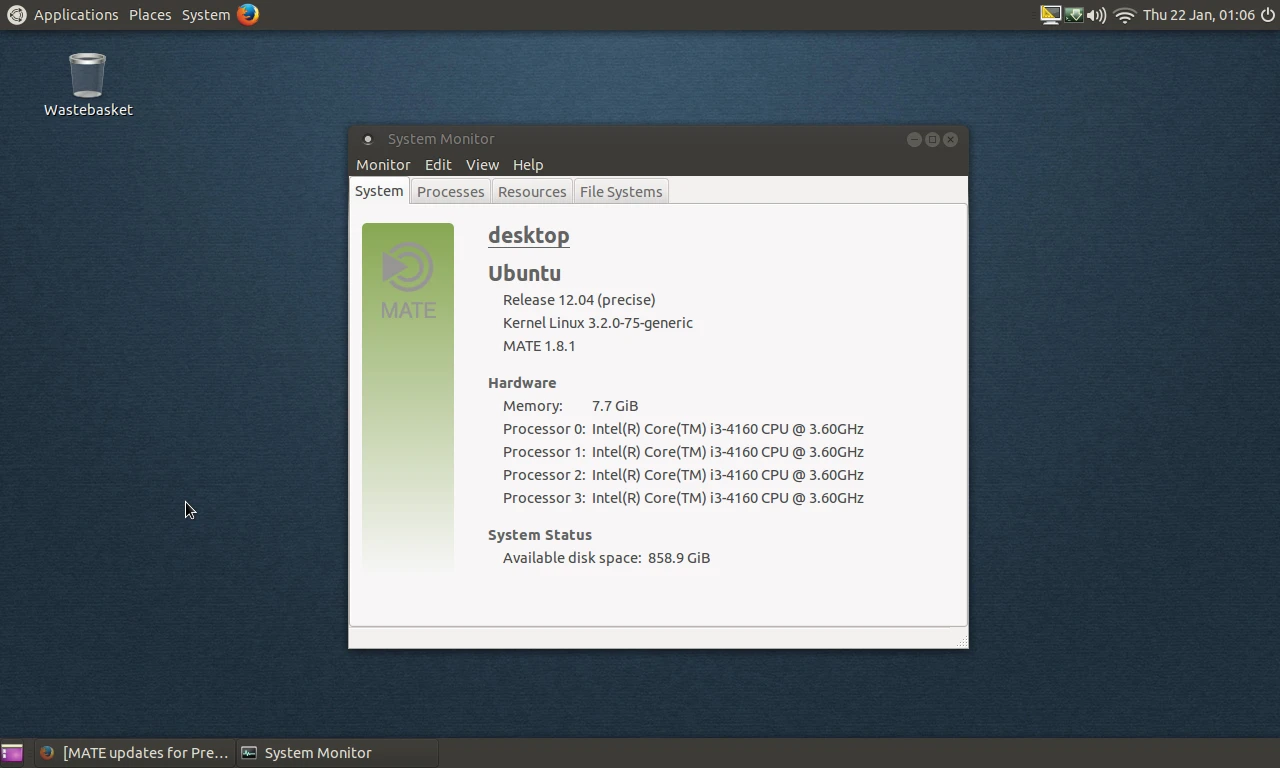 Applications Places System Thu 22 Jan, 01:06
Wastebasket
System Monitor
Monitor Edit View Help
System Processes Resources File Systems
MATE
desktop
Ubuntu
Release 12.04 (precise)
Kernel Linux 3.2.0-75-generic
MATE 1.8.1
Hardware
Memory: 7.7 GiB
Processor 0: Intel(R) Core(TM) i3-4160 CPU @ 3.60GHz
Processor 1: Intel(R) Core(TM) i3-4160 CPU @ 3.60GHz
Processor 2: Intel(R) Core(TM) i3-4160 CPU @ 3.60GHz
Processor 3: Intel(R) Core(TM) i3-4160 CPU @ 3.60GHz
System Status
Available disk space: 858.9 GiB
[MATE updates for Pre... System Monitor